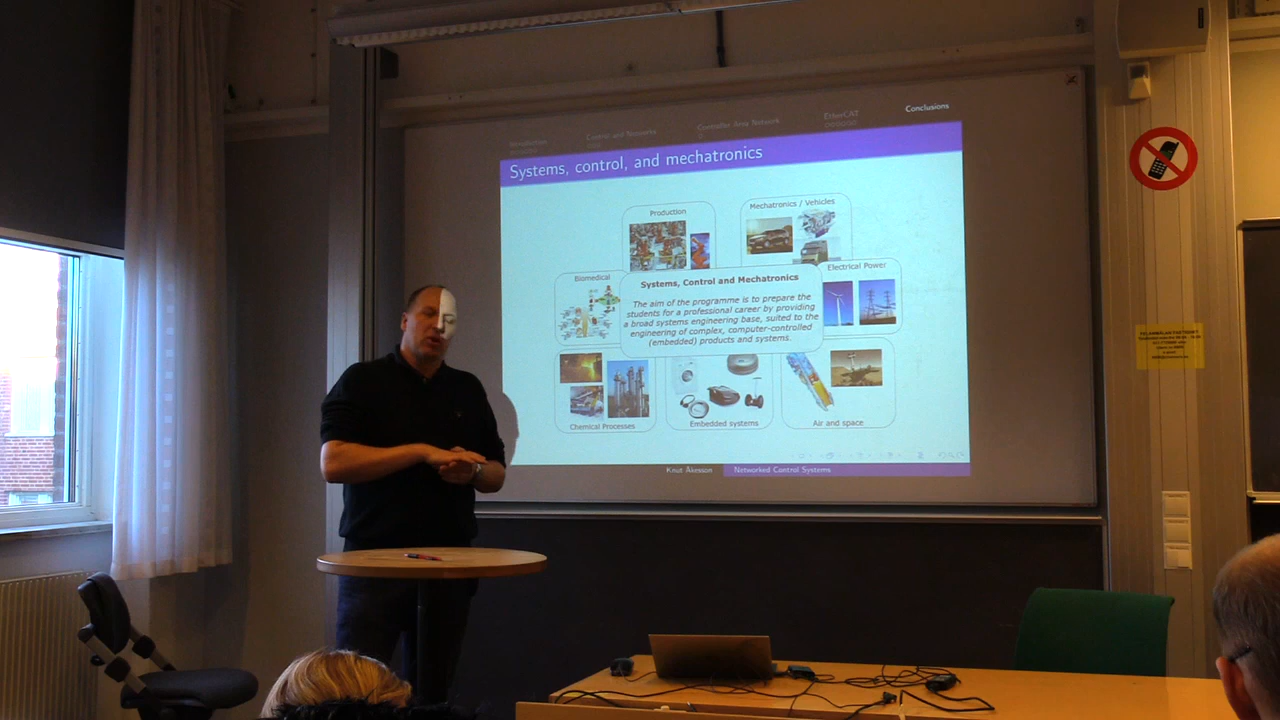 Introduction
Control and Networks
Controller Area Network
EtherCAT
Conclusions
Systems, control, and mechatronics
Production
Mechatronics / Vehicles
Biomedical
Electrical Power
Systems, Control and Mechatronics
The aim of the programme is to prepare the
students for a professional career by providing
a broad systems engineering base, suited to the
engineering of complex, computer-controlled
(embedded) products and systems.
Chemical Processes
Embedded systems
Air and space
Knut Åkesson
Networked Control Systems